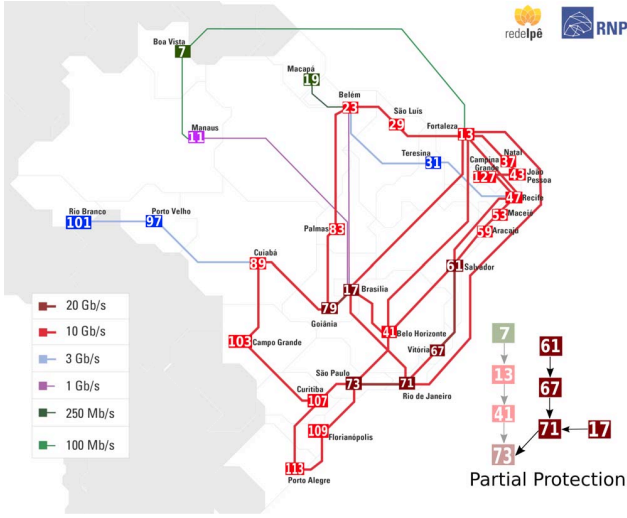 redeIpê
RNP
Boa Vista
7
Macapá
19
Belém
23
São Luís
29
Fortaleza
13
Manaus
11
Teresina
31
Campina
Grande
127
Natal
37
João
Pessoa
43
Recife
47
Maceió
53
Aracaju
59
Rio Branco
101
Porto Velho
97
Palmas
83
Cuiabá
89
Salvador
61
Brasília
17
Goiânia
79
Belo Horizonte
41
Campo Grande
103
Vitória
67
São Paulo
73
Rio de Janeiro
71
Curitiba
107
Florianópolis
109
Porto Alegre
113
20 Gb/s
10 Gb/s
3 Gb/s
1 Gb/s
250 Mb/s
100 Mb/s
7
13
41
73
61
67
71
17
Partial Protection